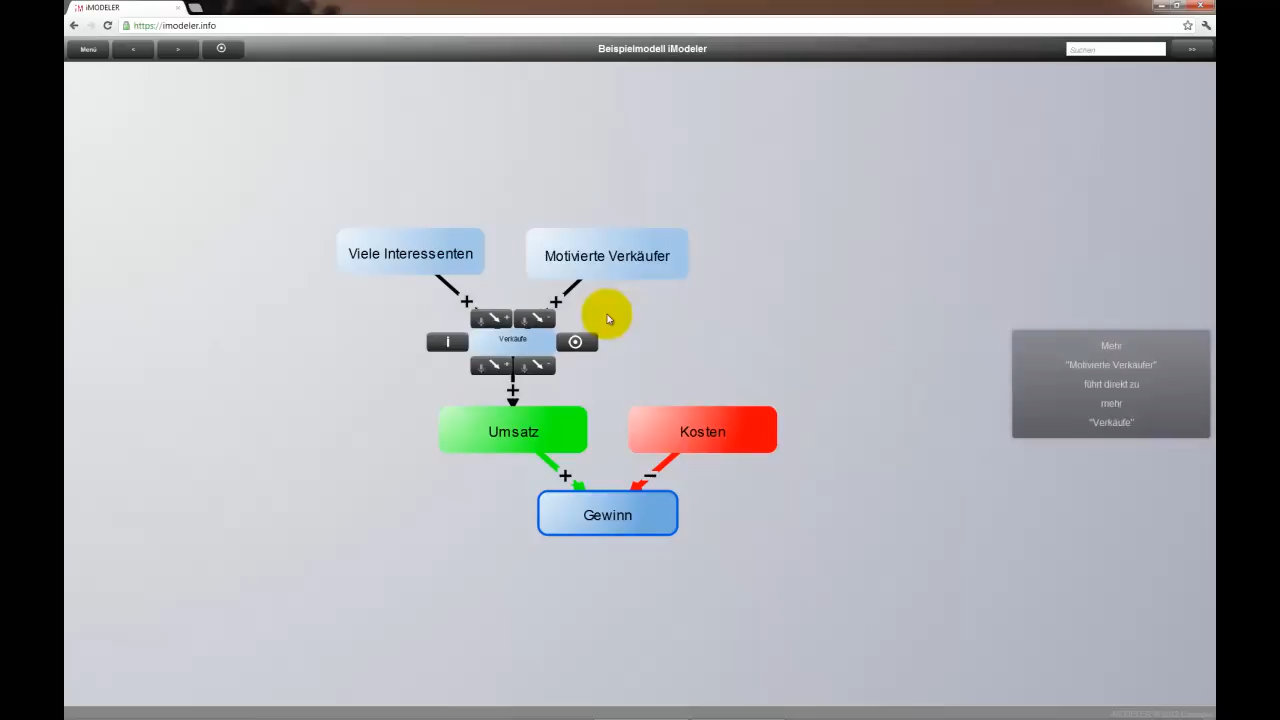 iMODELER
https://imodeler.info
Menü
<
>
Beispielmodell iModeler
Suchen
>>
Viele Interessenten
Motivierte Verkäufer
+
+
+
-
i
Verkäufe
+
-
+
Umsatz
Kosten
+
−
Gewinn
Mehr
"Motivierte Verkäufer"
führt direkt zu
mehr
"Verkäufe"